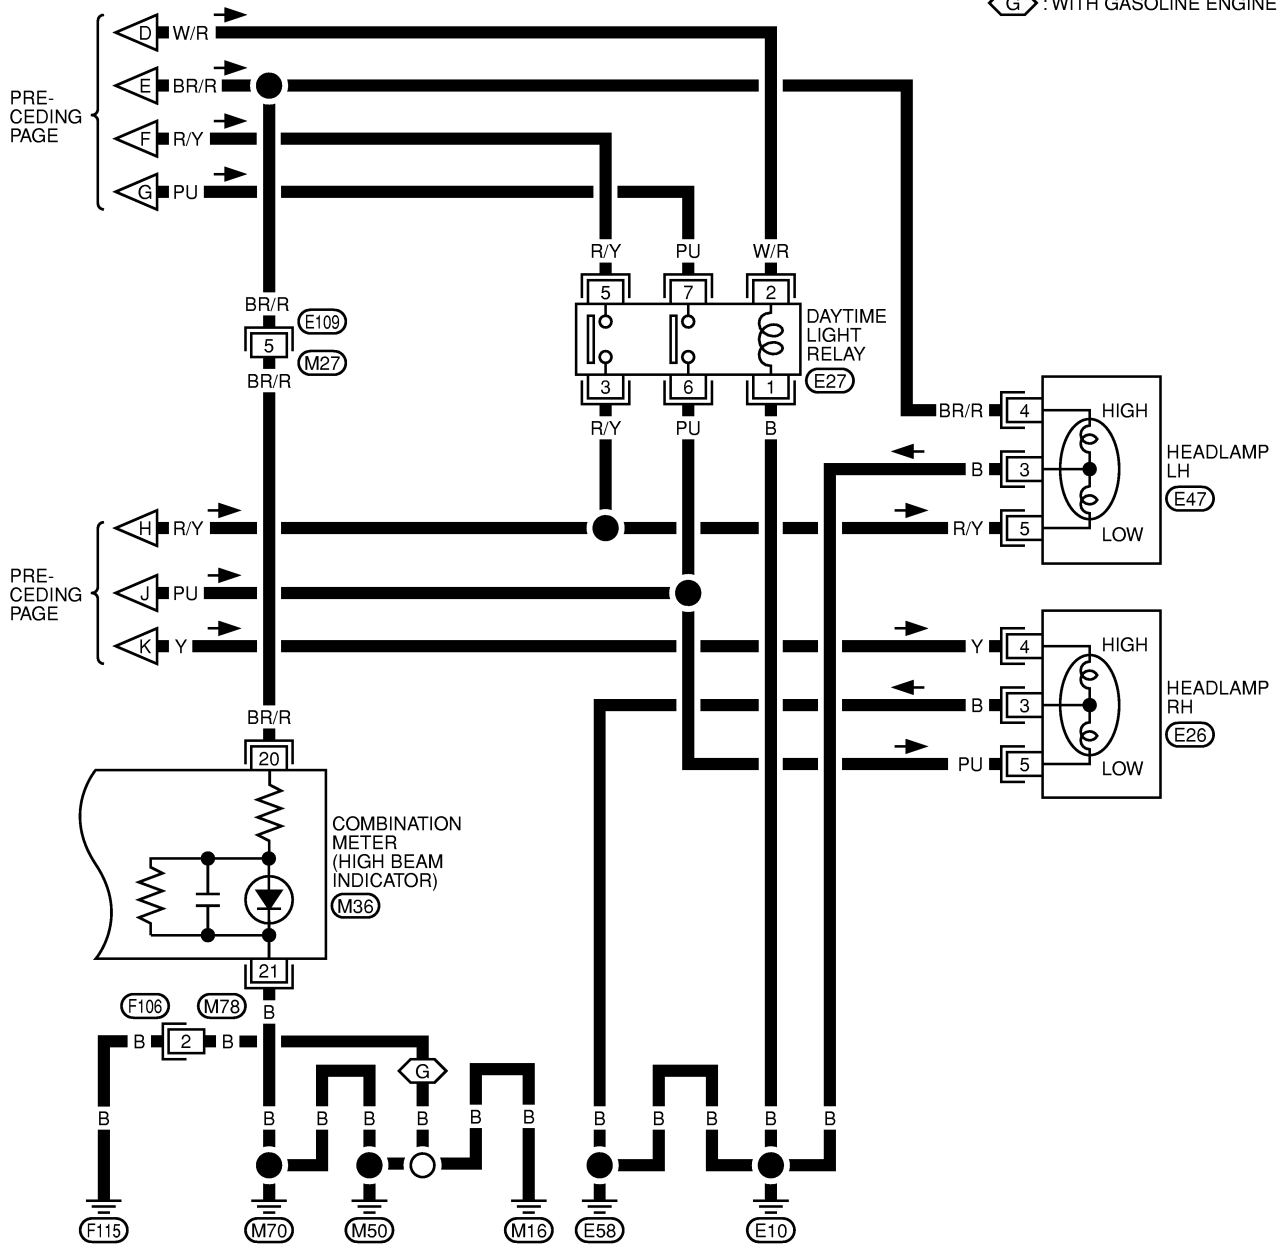 G : WITH GASOLINE ENGINE
D W/R
E BR/R
PRE-
CEDING
PAGE
F R/Y
G PU
R/Y PU W/R
5 7 2
BR/R
E109
5
M27
BR/R
DAYTIME
LIGHT
RELAY
E27
3 6 1
R/Y PU B
BR/R 4 HIGH
B 3
HEADLAMP
LH
E47
R/Y 5 LOW
H R/Y
PRE-
CEDING
PAGE
J PU
K Y
Y 4 HIGH
B 3
HEADLAMP
RH
E26
PU 5 LOW
BR/R
20
COMBINATION
METER
(HIGH BEAM
INDICATOR)
M36
21
F106 M78 B
B 2 B
G
B B B B B B B B B B B B
F115 M70 M50 M16 E58 E10